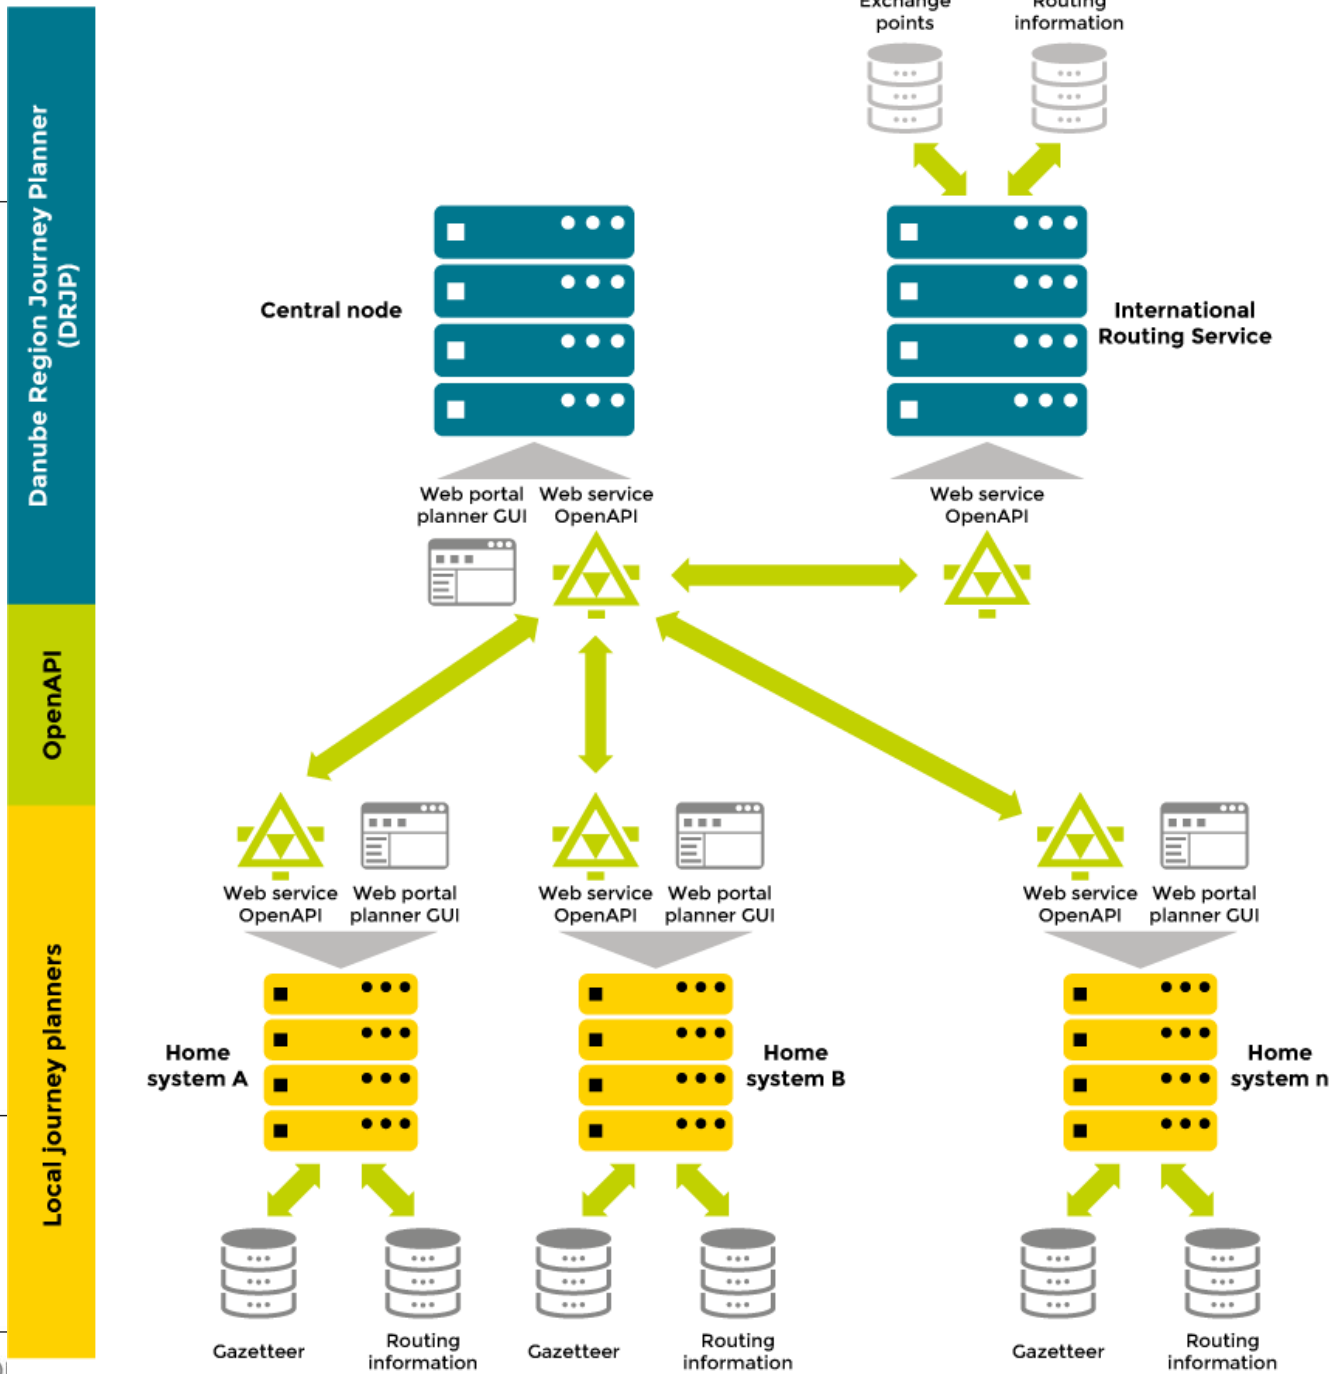 Exchange
points
Routing
information
Danube Region Journey Planner
(DRJP)
Central node
International
Routing Service
Web portal
planner GUI
Web service
OpenAPI
Web service
OpenAPI
OpenAPI
Web service
OpenAPI
Web portal
planner GUI
Web service
OpenAPI
Web portal
planner GUI
Web service
OpenAPI
Web portal
planner GUI
Local journey planners
Home
system A
Home
system B
Home
system n
Gazetteer
Routing
information
Gazetteer
Routing
information
Gazetteer
Routing
information